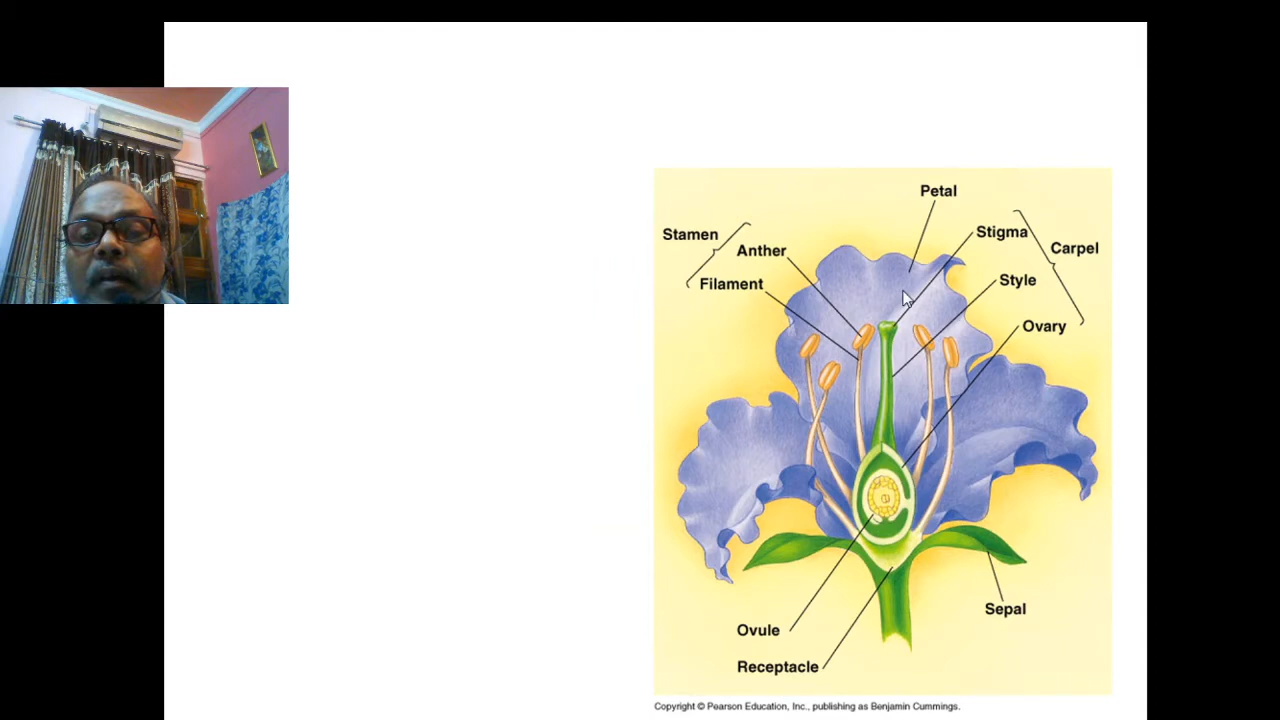 Petal
Stamen
Anther
Filament
Stigma
Carpel
Style
Ovary
Ovule
Sepal
Receptacle
Copyright © Pearson Education, Inc., publishing as Benjamin Cummings.